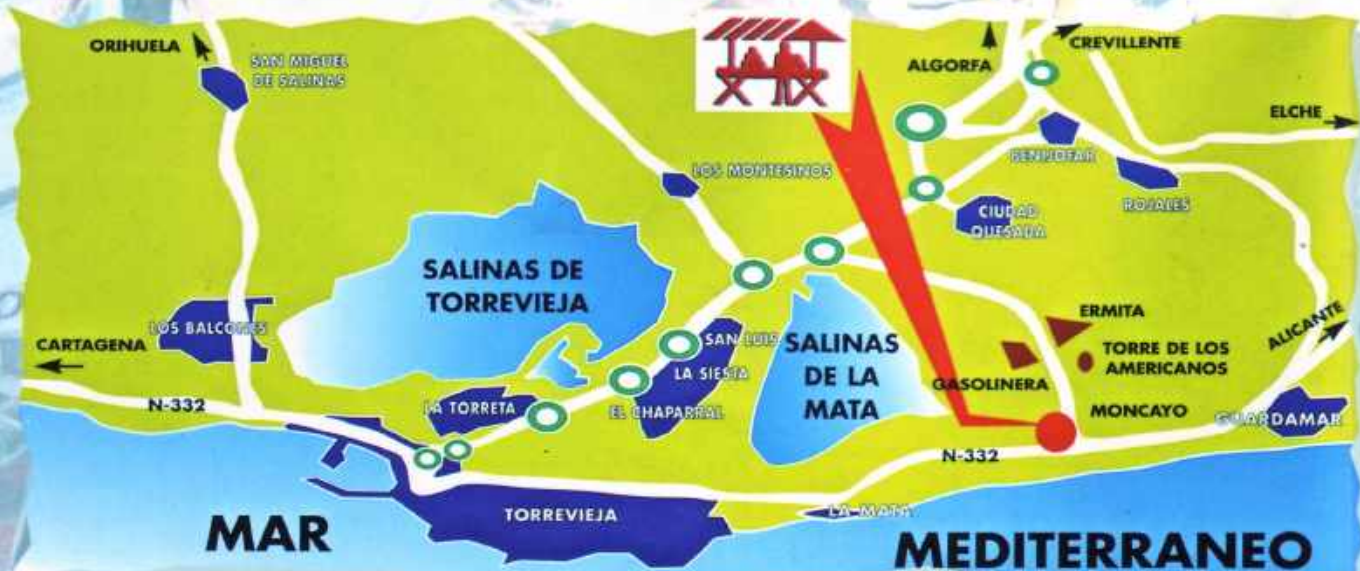 ORIHUELA
SAN MIGUEL
DE SALINAS
ALGORFA
CREVILLENTE
ELCHE
BENIJOFAR
LOS MONTESINOS
ROJALES
CIUDAD
QUESADA
SALINAS DE
TORREVIEJA
LOS BALCONES
CARTAGENA
SAN LUIS
LA SIESTA
EL CHAPARRAL
SALINAS
DE LA
MATA
ERMITA
TORRE DE LOS
AMERICANOS
GASOLINERA
MONCAYO
ALICANTE
GUARDAMAR
N-332
LA TORRETA
N-332
TORREVIEJA
LA MATA
MAR
MEDITERRANEO